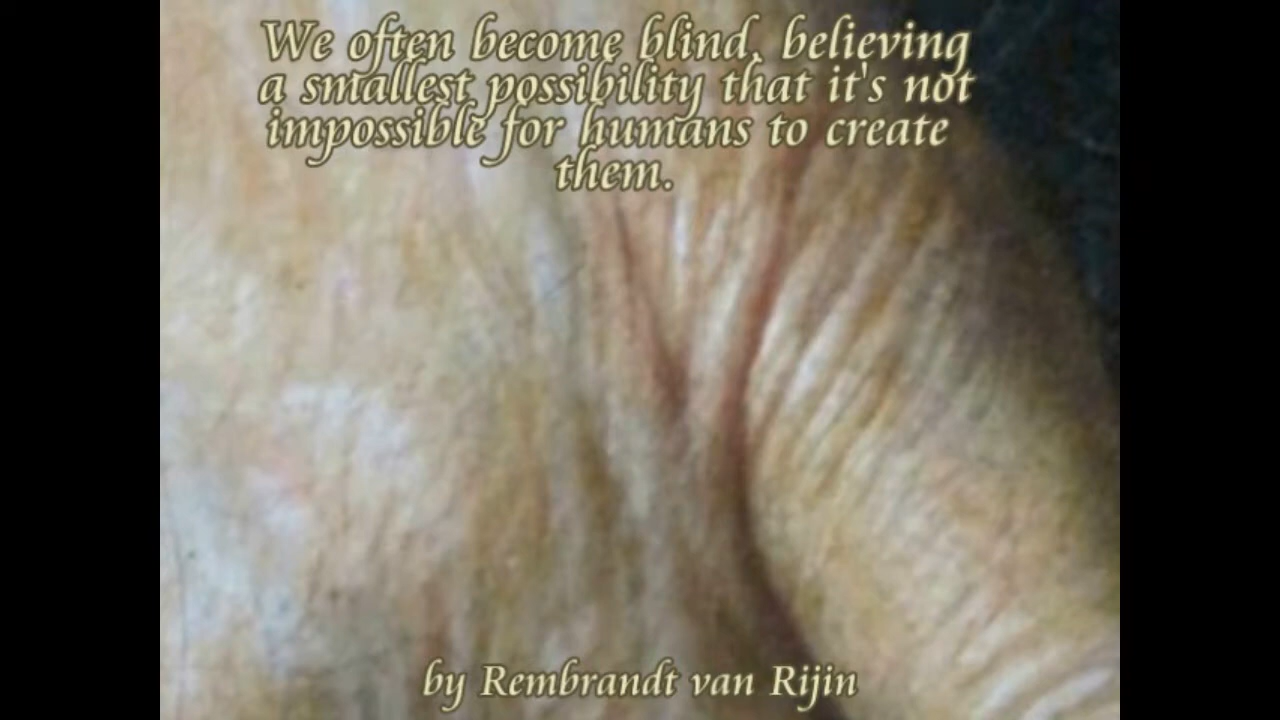 We often become blind, believing
a smallest possibility that it's not
impossible for humans to create
them.
by Rembrandt van Rijin